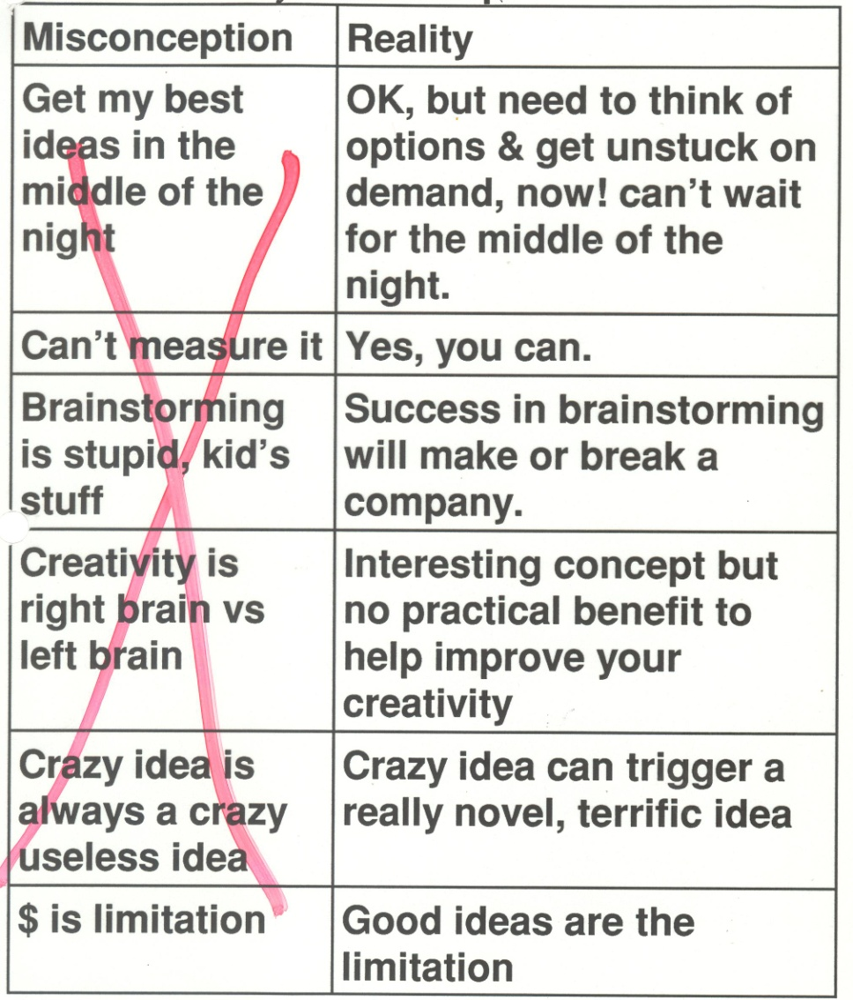 Misconception
Reality
Get my best
ideas in the
middle of the
night
OK, but need to think of
options & get unstuck on
demand, now! can't wait
for the middle of the
night.
Can't measure it
Yes, you can.
Brainstorming
is stupid, kid's
stuff
Success in brainstorming
will make or break a
company.
Creativity is
right brain vs
left brain
Interesting concept but
no practical benefit to
help improve your
creativity
Crazy idea is
always a crazy
useless idea
Crazy idea can trigger a
really novel, terrific idea
$ is limitation
Good ideas are the
limitation